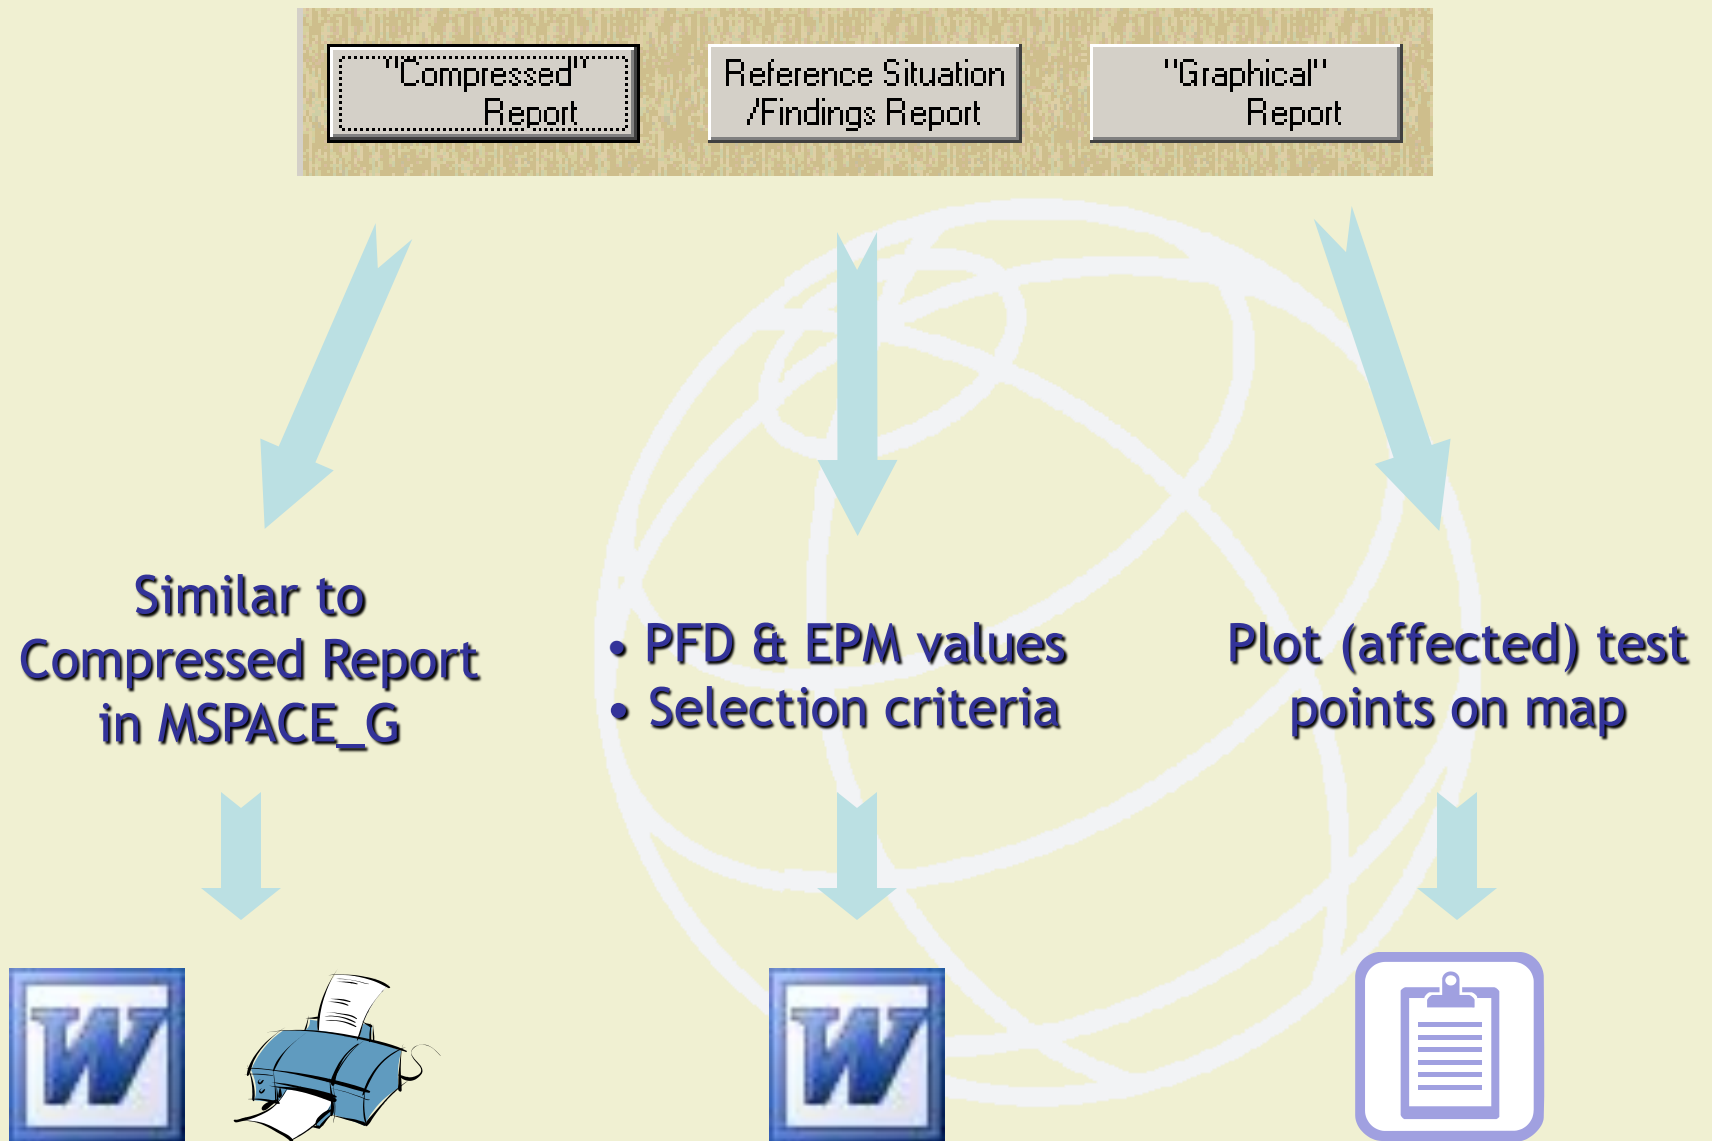 "Compressed"
Report
Reference Situation
/Findings Report
"Graphical"
Report
Similar to
Compressed Report
in MSPACE_G
• PFD & EPM values
• Selection criteria
Plot (affected) test
points on map
W
W